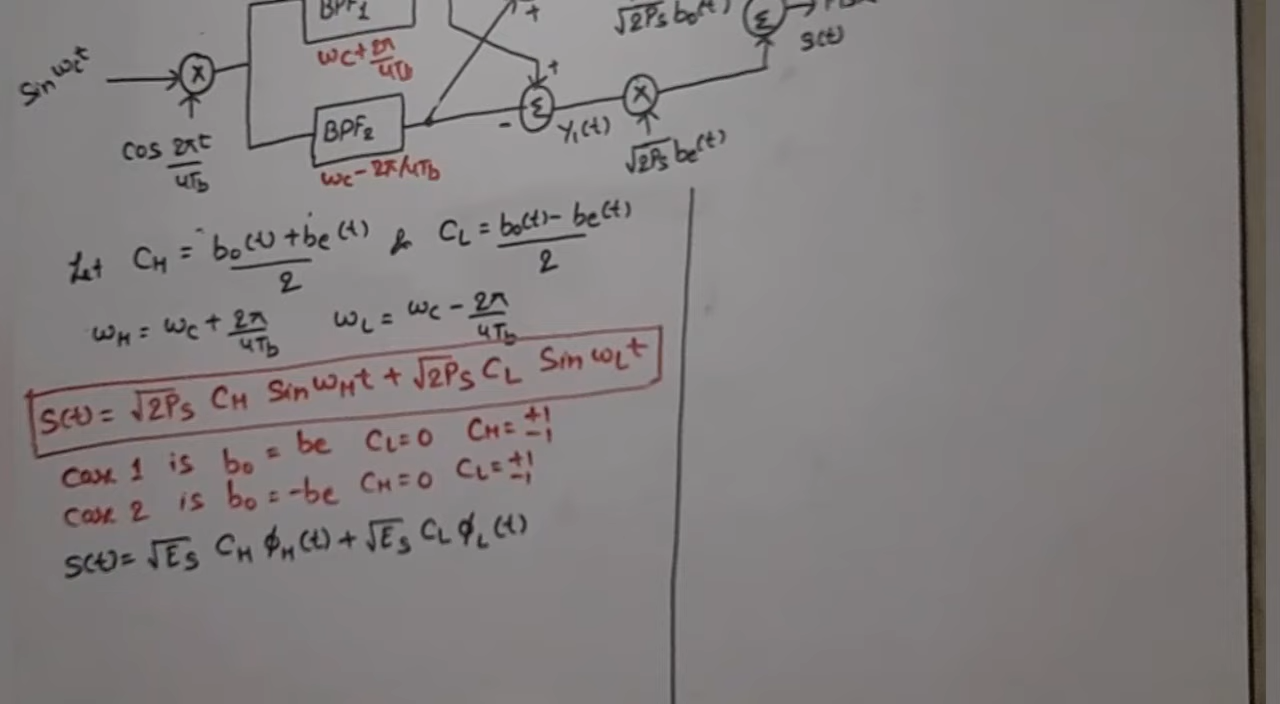 BPF₁
+
√2Ps bo(t)
Σ
S(t)
Sin ωct
X
ωc + 2π/4Tb
+
BPF₂
-
Σ
Y₁(t)
X
cos 2πt/4Tb
ωc - 2π/4Tb
√2Ps be(t)
Let CH = bo(t) + be(t)/2 & CL = bo(t) - be(t)/2
ωH = ωc + 2π/4Tb ωL = ωc - 2π/4Tb
S(t) = √2Ps CH Sin ωHt + √2Ps CL Sin ωLt
case 1 is bo = be CL = 0 CH = +1/-1
case 2 is bo = -be CH = 0 CL = +1/-1
S(t) = √Es CH ϕH(t) + √Es CL ϕL(t)